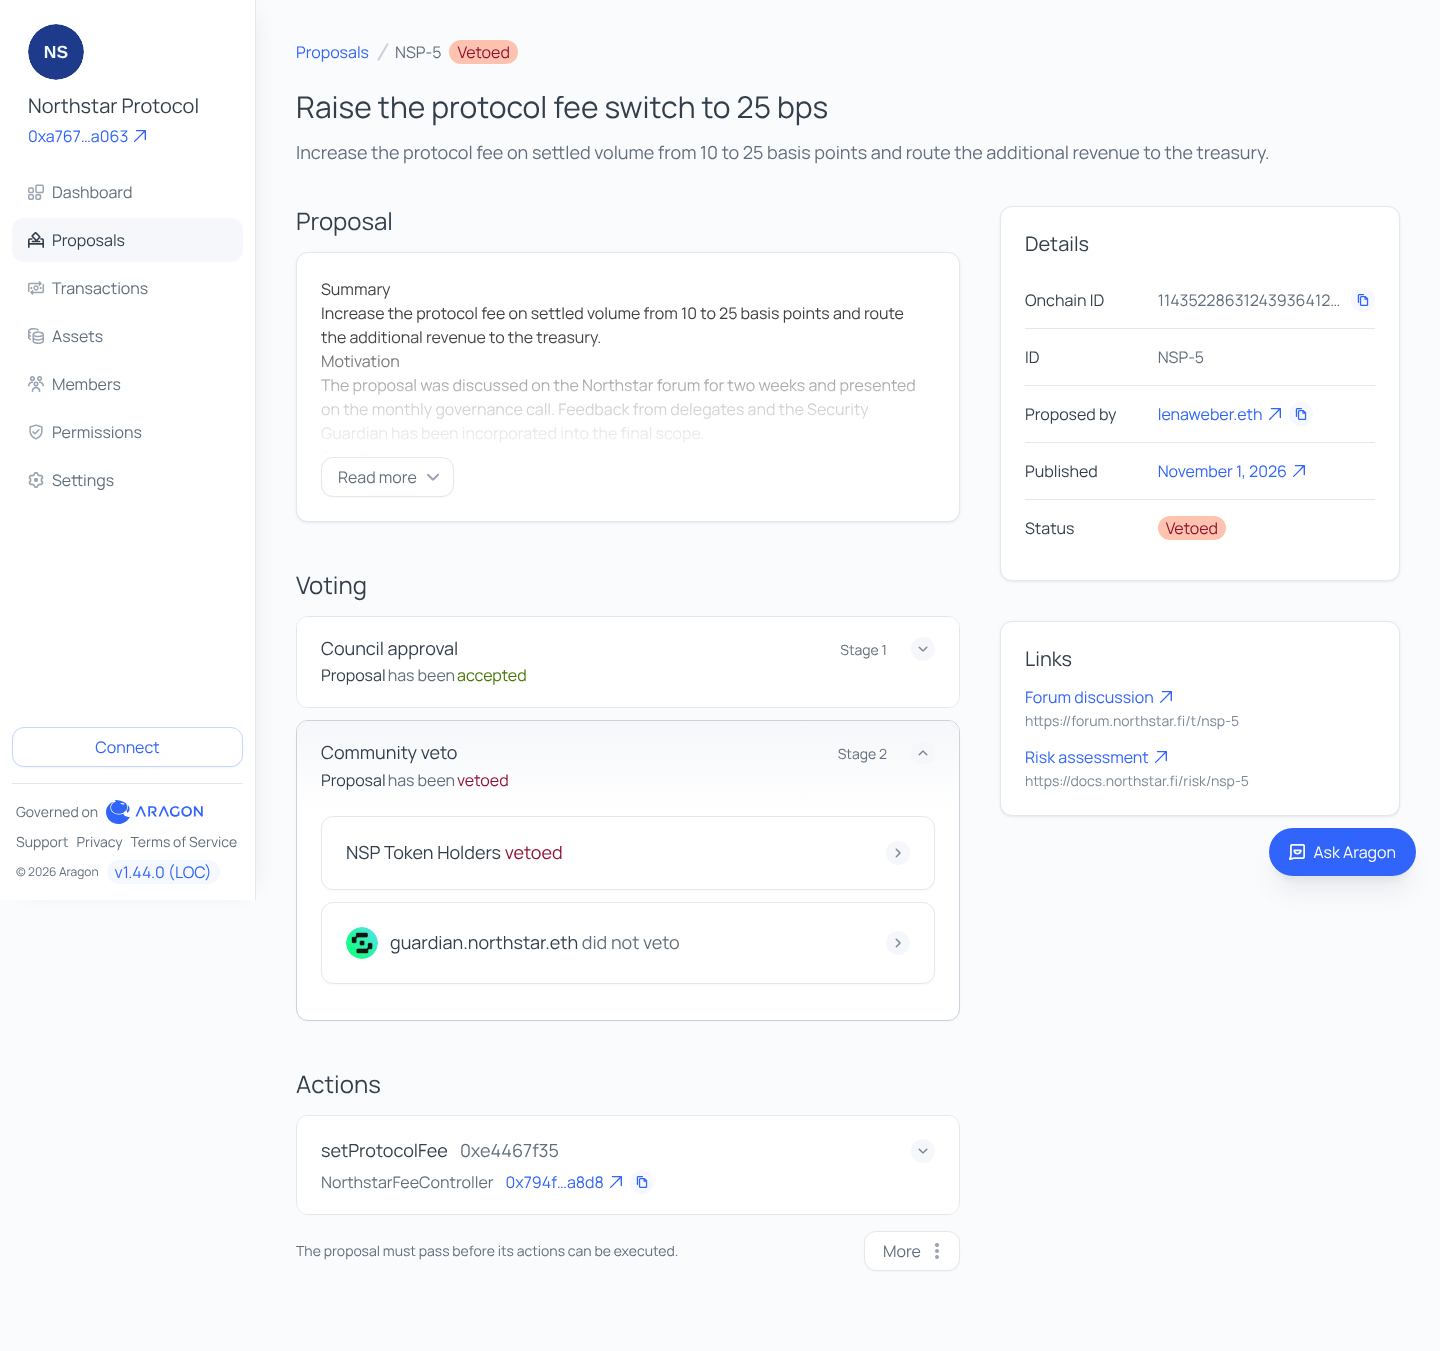 NS
Northstar Protocol
0xa767...a063
Dashboard
Proposals
Transactions
Assets
Members
Permissions
Settings
Connect
Governed on ARAGON
Support Privacy Terms of Service
© 2026 Aragon v1.44.0 (LOC)
Proposals / NSP-5 Vetoed
Raise the protocol fee switch to 25 bps
Increase the protocol fee on settled volume from 10 to 25 basis points and route the additional revenue to the treasury.
Proposal
Summary
Increase the protocol fee on settled volume from 10 to 25 basis points and route
the additional revenue to the treasury.
Motivation
The proposal was discussed on the Northstar forum for two weeks and presented
on the monthly governance call. Feedback from delegates and the Security
Guardian has been incorporated into the final scope.
Read more
Voting
Council approval Stage 1
Proposal has been accepted
Community veto Stage 2
Proposal has been vetoed
NSP Token Holders vetoed
guardian.northstar.eth did not veto
Actions
setProtocolFee 0xe4467f35
NorthstarFeeController 0x794f...a8d8
The proposal must pass before its actions can be executed. More
Details
Onchain ID 11435228631243936412...
ID NSP-5
Proposed by lenaweber.eth
Published November 1, 2026
Status Vetoed
Links
Forum discussion
https://forum.northstar.fi/t/nsp-5
Risk assessment
https://docs.northstar.fi/risk/nsp-5
Ask Aragon